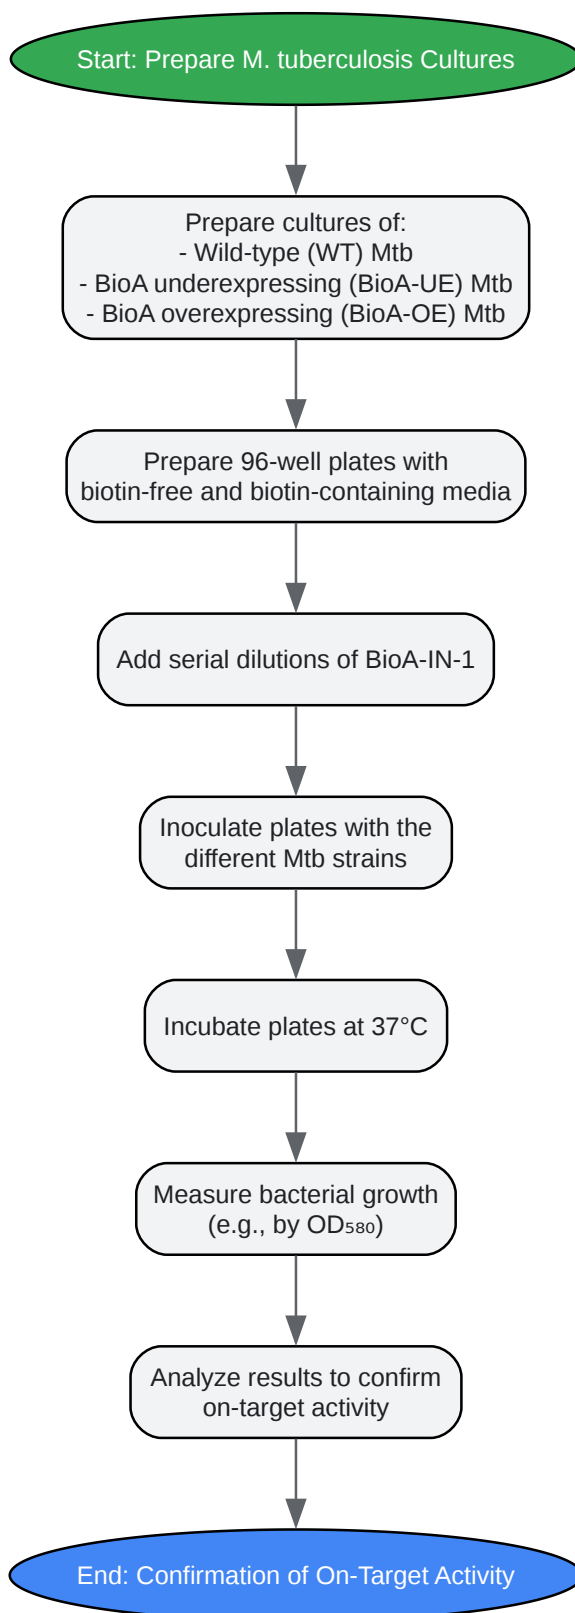 Start: Prepare M. tuberculosis Cultures
Prepare cultures of:
- Wild-type (WT) Mtb
- BioA underexpressing (BioA-UE) Mtb
- BioA overexpressing (BioA-OE) Mtb
Prepare 96-well plates with
biotin-free and biotin-containing media
Add serial dilutions of BioA-IN-1
Inoculate plates with the
different Mtb strains
Incubate plates at 37°C
Measure bacterial growth
(e.g., by OD₅₈₀)
Analyze results to confirm
on-target activity
End: Confirmation of On-Target Activity